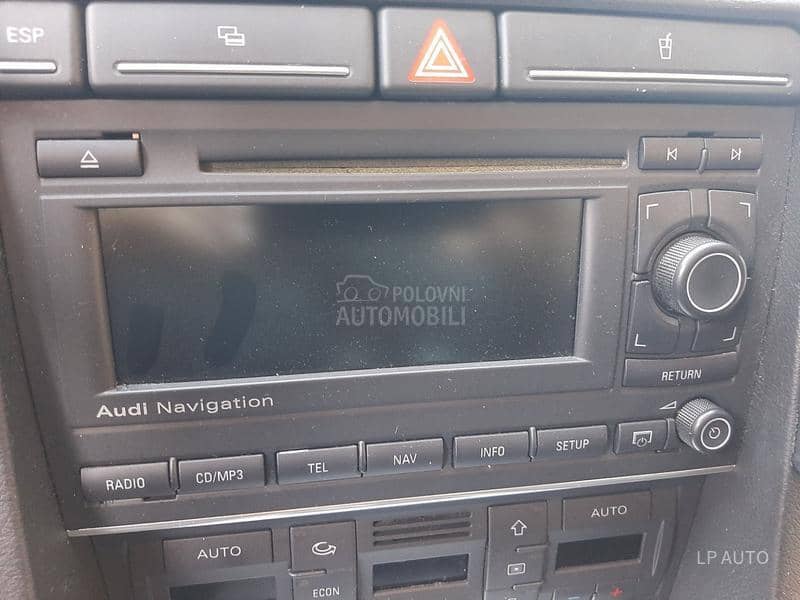 ESP
POLOVNI
AUTOMOBILI
Audi Navigation
RETURN
RADIO
CD/MP3
TEL
NAV
INFO
SETUP
AUTO
ECON
AUTO
LP AUTO